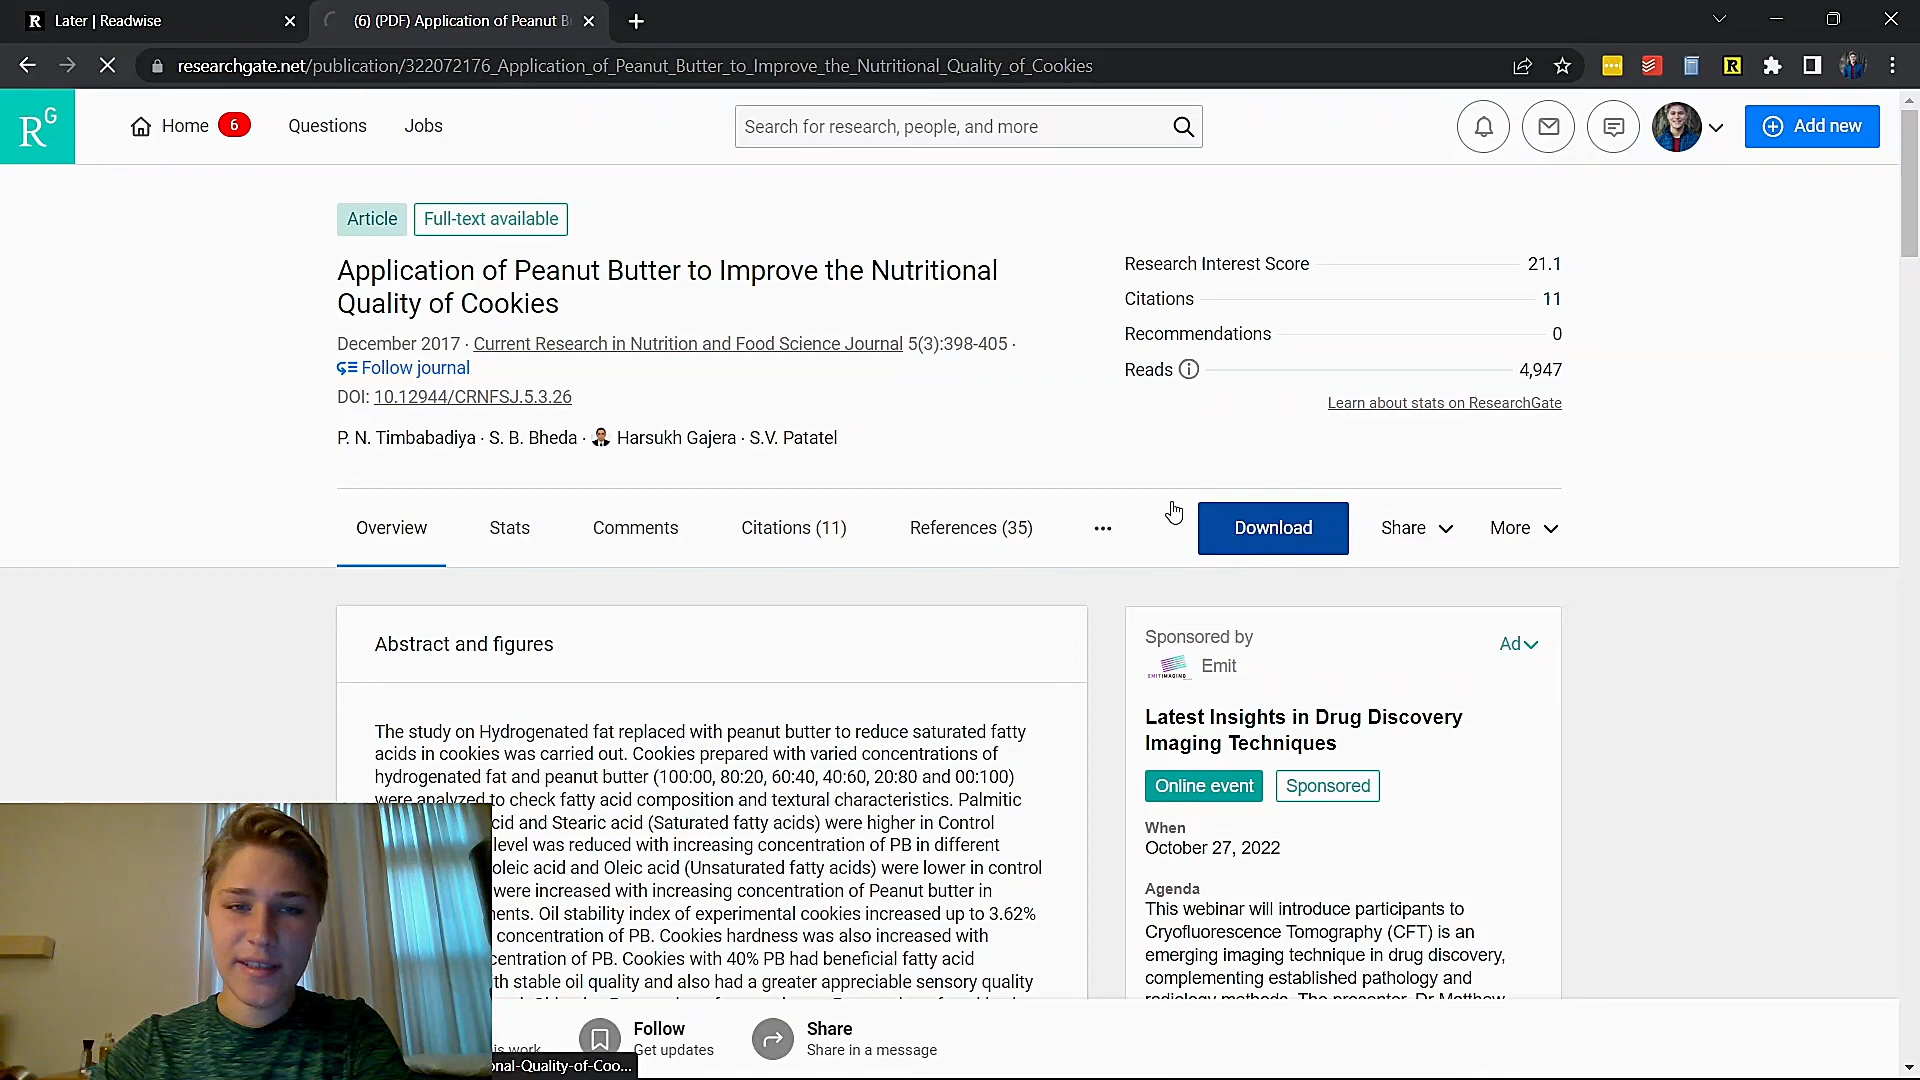 Later | Readwise
(6) (PDF) Application of Peanut B
researchgate.net/publication/322072176_Application_of_Peanut_Butter_to_Improve_the_Nutritional_Quality_of_Cookies
RG
Home 6
Questions
Jobs
Search for research, people, and more
Add new
Article
Full-text available
Application of Peanut Butter to Improve the Nutritional
Quality of Cookies
December 2017 · Current Research in Nutrition and Food Science Journal 5(3):398-405 ·
Follow journal
DOI: 10.12944/CRNFSJ.5.3.26
P. N. Timbabadiya · S. B. Bheda · Harsukh Gajera · S.V. Patatel
Research Interest Score 21.1
Citations 11
Recommendations 0
Reads 4,947
Learn about stats on ResearchGate
Overview
Stats
Comments
Citations (11)
References (35)
Download
Share
More
Abstract and figures
The study on Hydrogenated fat replaced with peanut butter to reduce saturated fatty
acids in cookies was carried out. Cookies prepared with varied concentrations of
hydrogenated fat and peanut butter (100:00, 80:20, 60:40, 40:60, 20:80 and 00:100)
were analyzed to check fatty acid composition and textural characteristics. Palmitic
cid and Stearic acid (Saturated fatty acids) were higher in Control
level was reduced with increasing concentration of PB in different
oleic acid and Oleic acid (Unsaturated fatty acids) were lower in control
were increased with increasing concentration of Peanut butter in
ents. Oil stability index of experimental cookies increased up to 3.62%
concentration of PB. Cookies hardness was also increased with
centration of PB. Cookies with 40% PB had beneficial fatty acid
th stable oil quality and also had a greater appreciable sensory quality
Sponsored by
Emit
EMITIMAGING
Ad
Latest Insights in Drug Discovery
Imaging Techniques
Online event
Sponsored
When
October 27, 2022
Agenda
This webinar will introduce participants to
Cryofluorescence Tomography (CFT) is an
emerging imaging technique in drug discovery,
complementing established pathology and
radiology methods. The presenter, Dr Matthew
is work
Follow
Get updates
Share
Share in a message
onal-Quality-of-Coo...